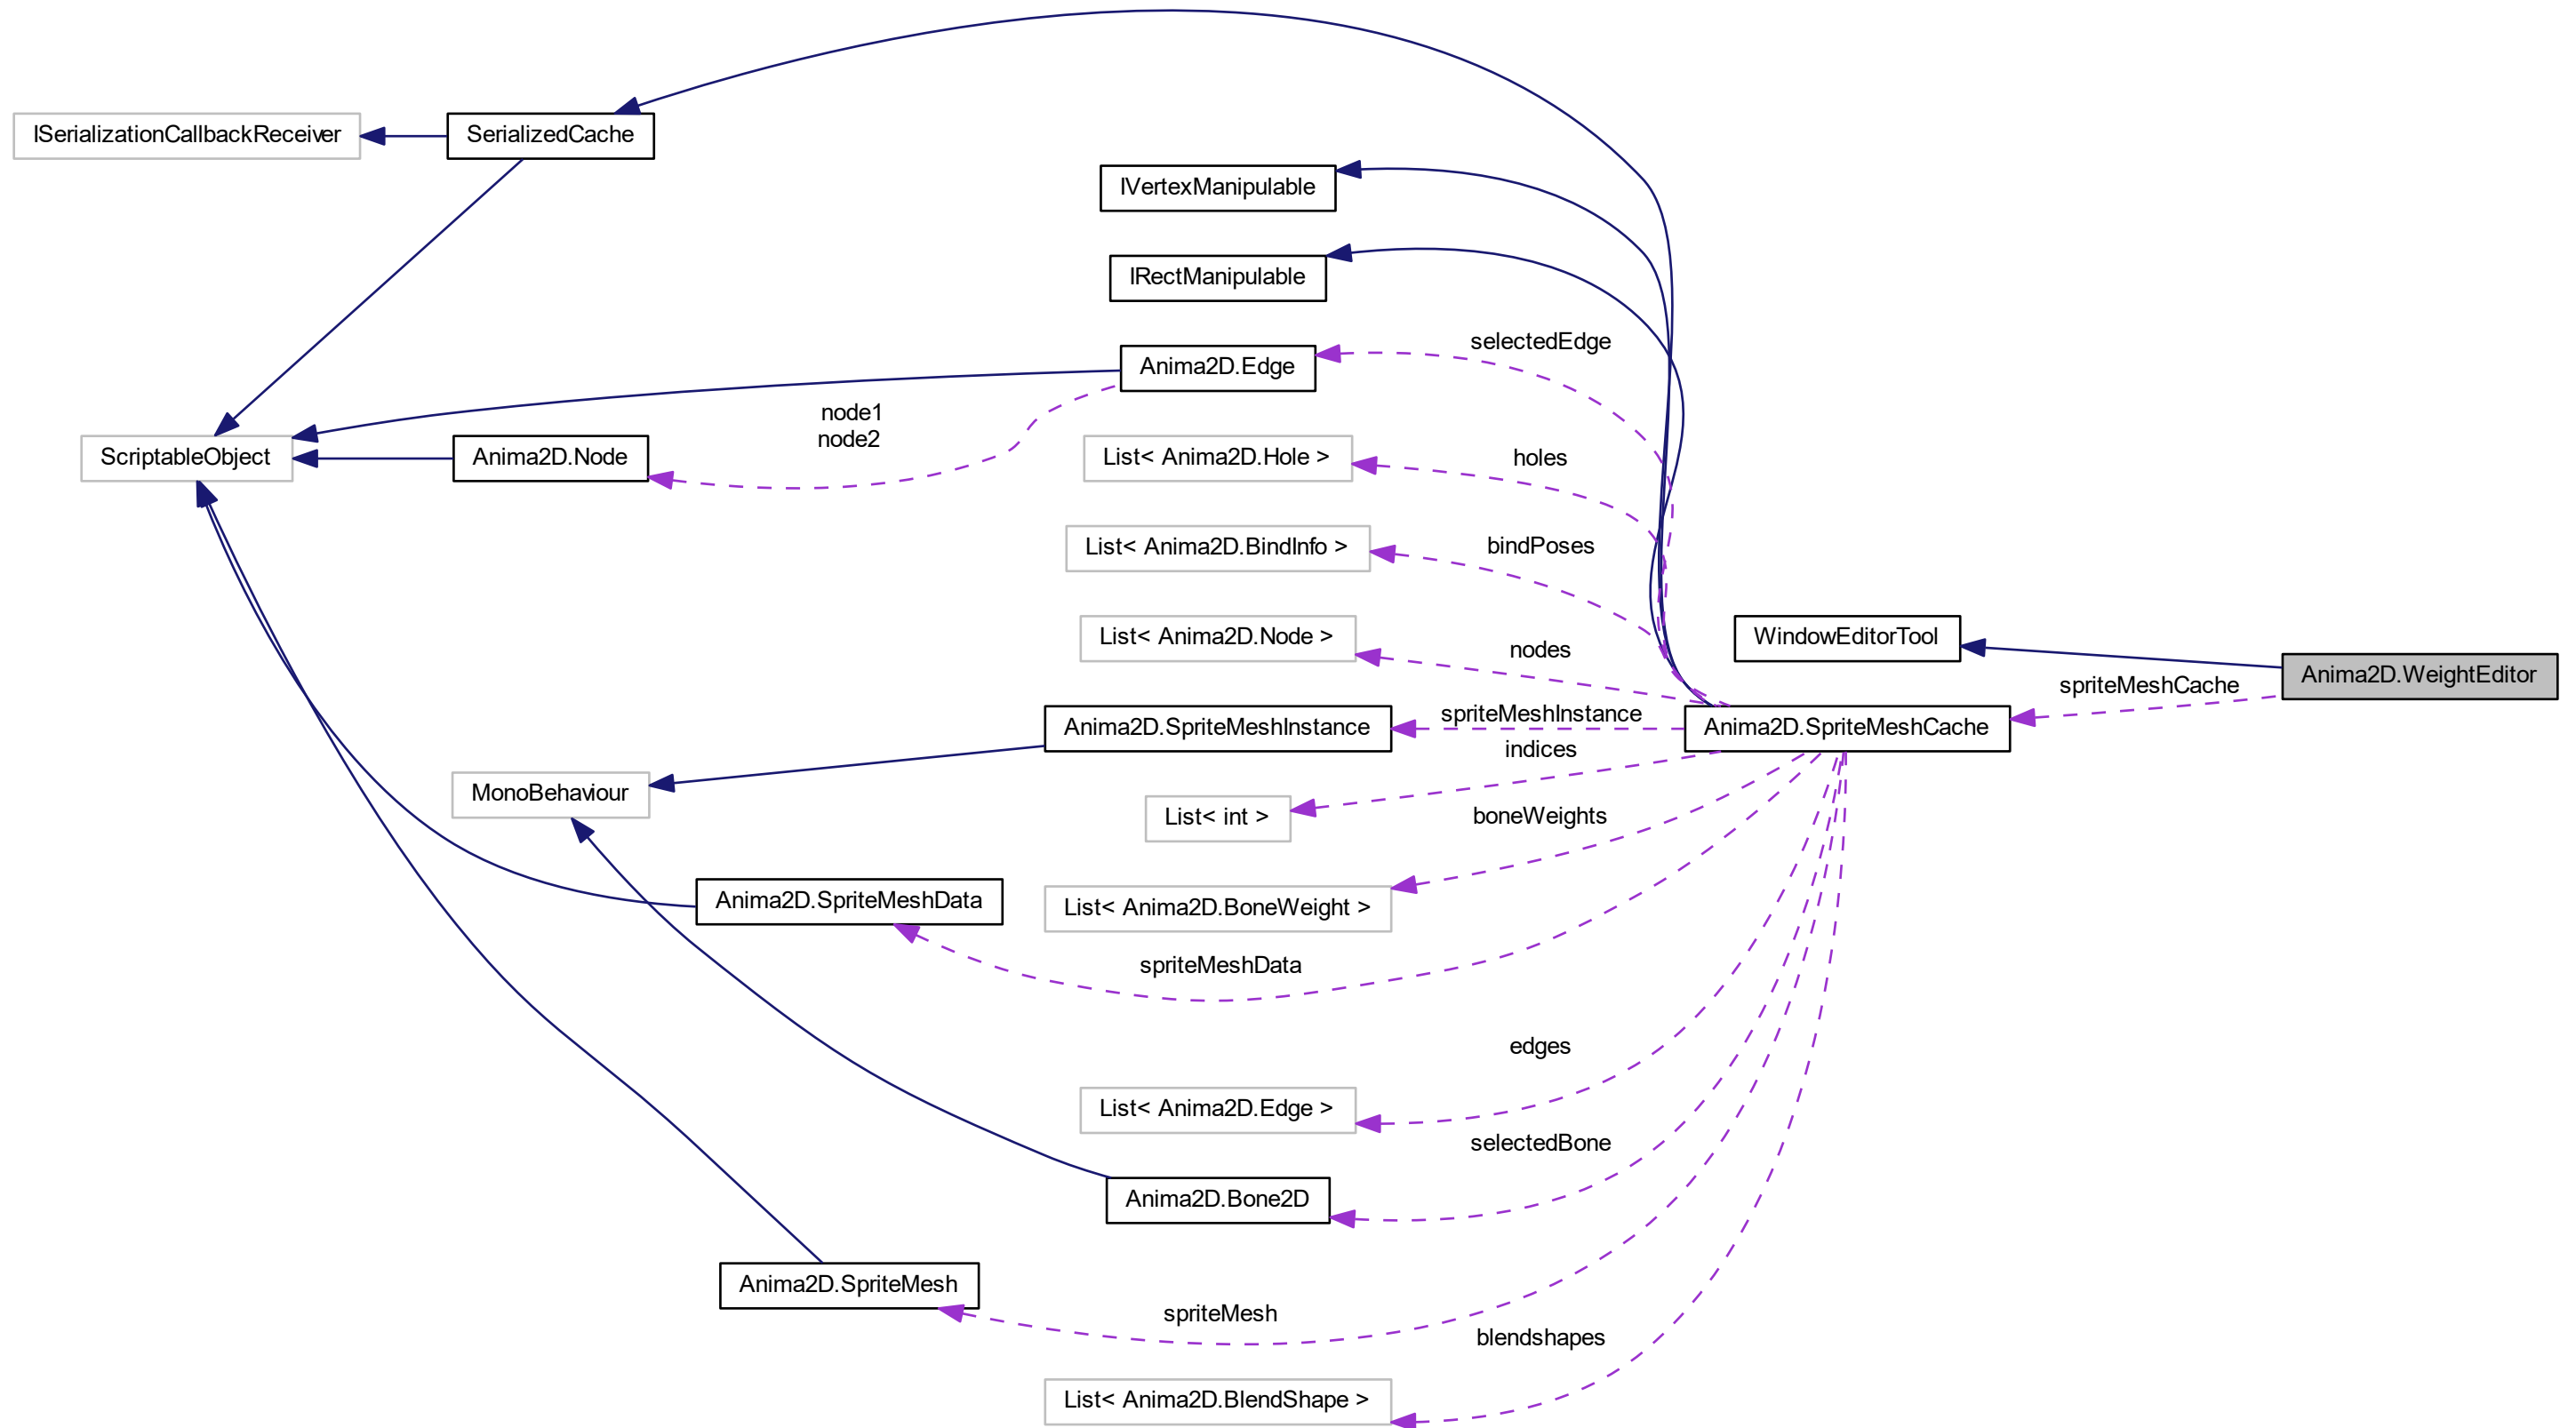 ISerializationCallbackReceiver
SerializedCache
IVertexManipulable
IRectManipulable
selectedEdge
Anima2D.Edge
node1
node2
ScriptableObject
Anima2D.Node
List< Anima2D.Hole >
holes
List< Anima2D.BindInfo >
bindPoses
List< Anima2D.Node >
nodes
WindowEditorTool
Anima2D.WeightEditor
spriteMeshCache
Anima2D.SpriteMeshInstance
spriteMeshInstance
Anima2D.SpriteMeshCache
indices
MonoBehaviour
List< int >
boneWeights
Anima2D.SpriteMeshData
List< Anima2D.BoneWeight >
spriteMeshData
edges
List< Anima2D.Edge >
selectedBone
Anima2D.Bone2D
Anima2D.SpriteMesh
spriteMesh
blendshapes
List< Anima2D.BlendShape >